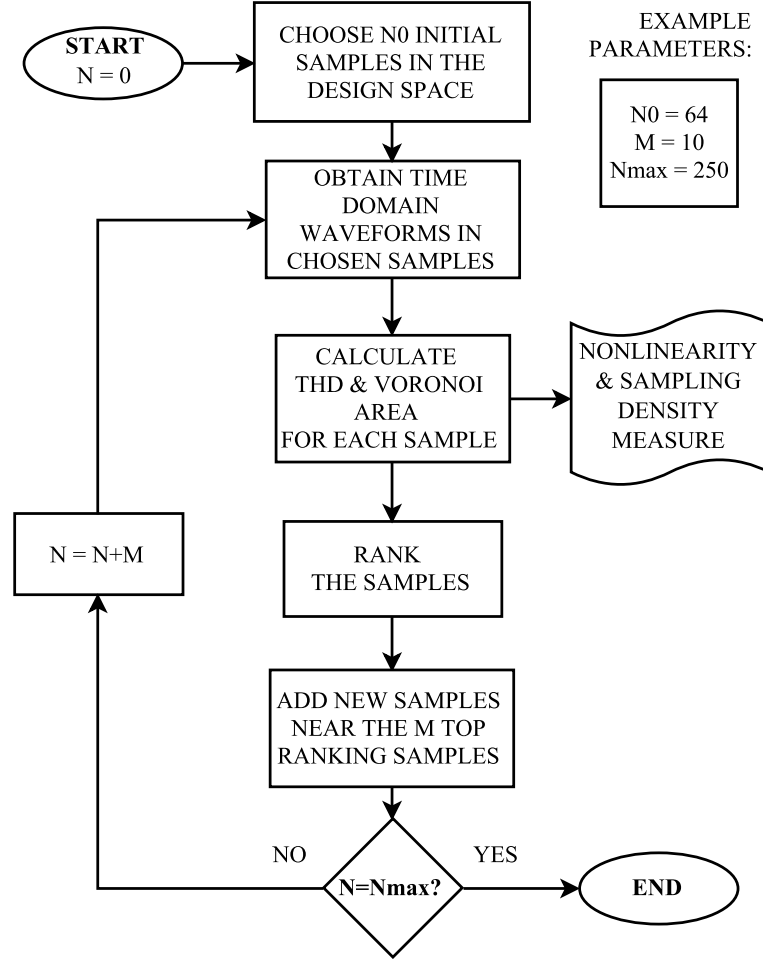 START
N = 0
CHOOSE N0 INITIAL
SAMPLES IN THE
DESIGN SPACE
EXAMPLE
PARAMETERS:
N0 = 64
M = 10
Nmax = 250
OBTAIN TIME
DOMAIN
WAVEFORMS IN
CHOSEN SAMPLES
CALCULATE
THD & VORONOI
AREA
FOR EACH SAMPLE
NONLINEARITY
& SAMPLING
DENSITY
MEASURE
N = N+M
RANK
THE SAMPLES
ADD NEW SAMPLES
NEAR THE M TOP
RANKING SAMPLES
NO
YES
N=Nmax?
END